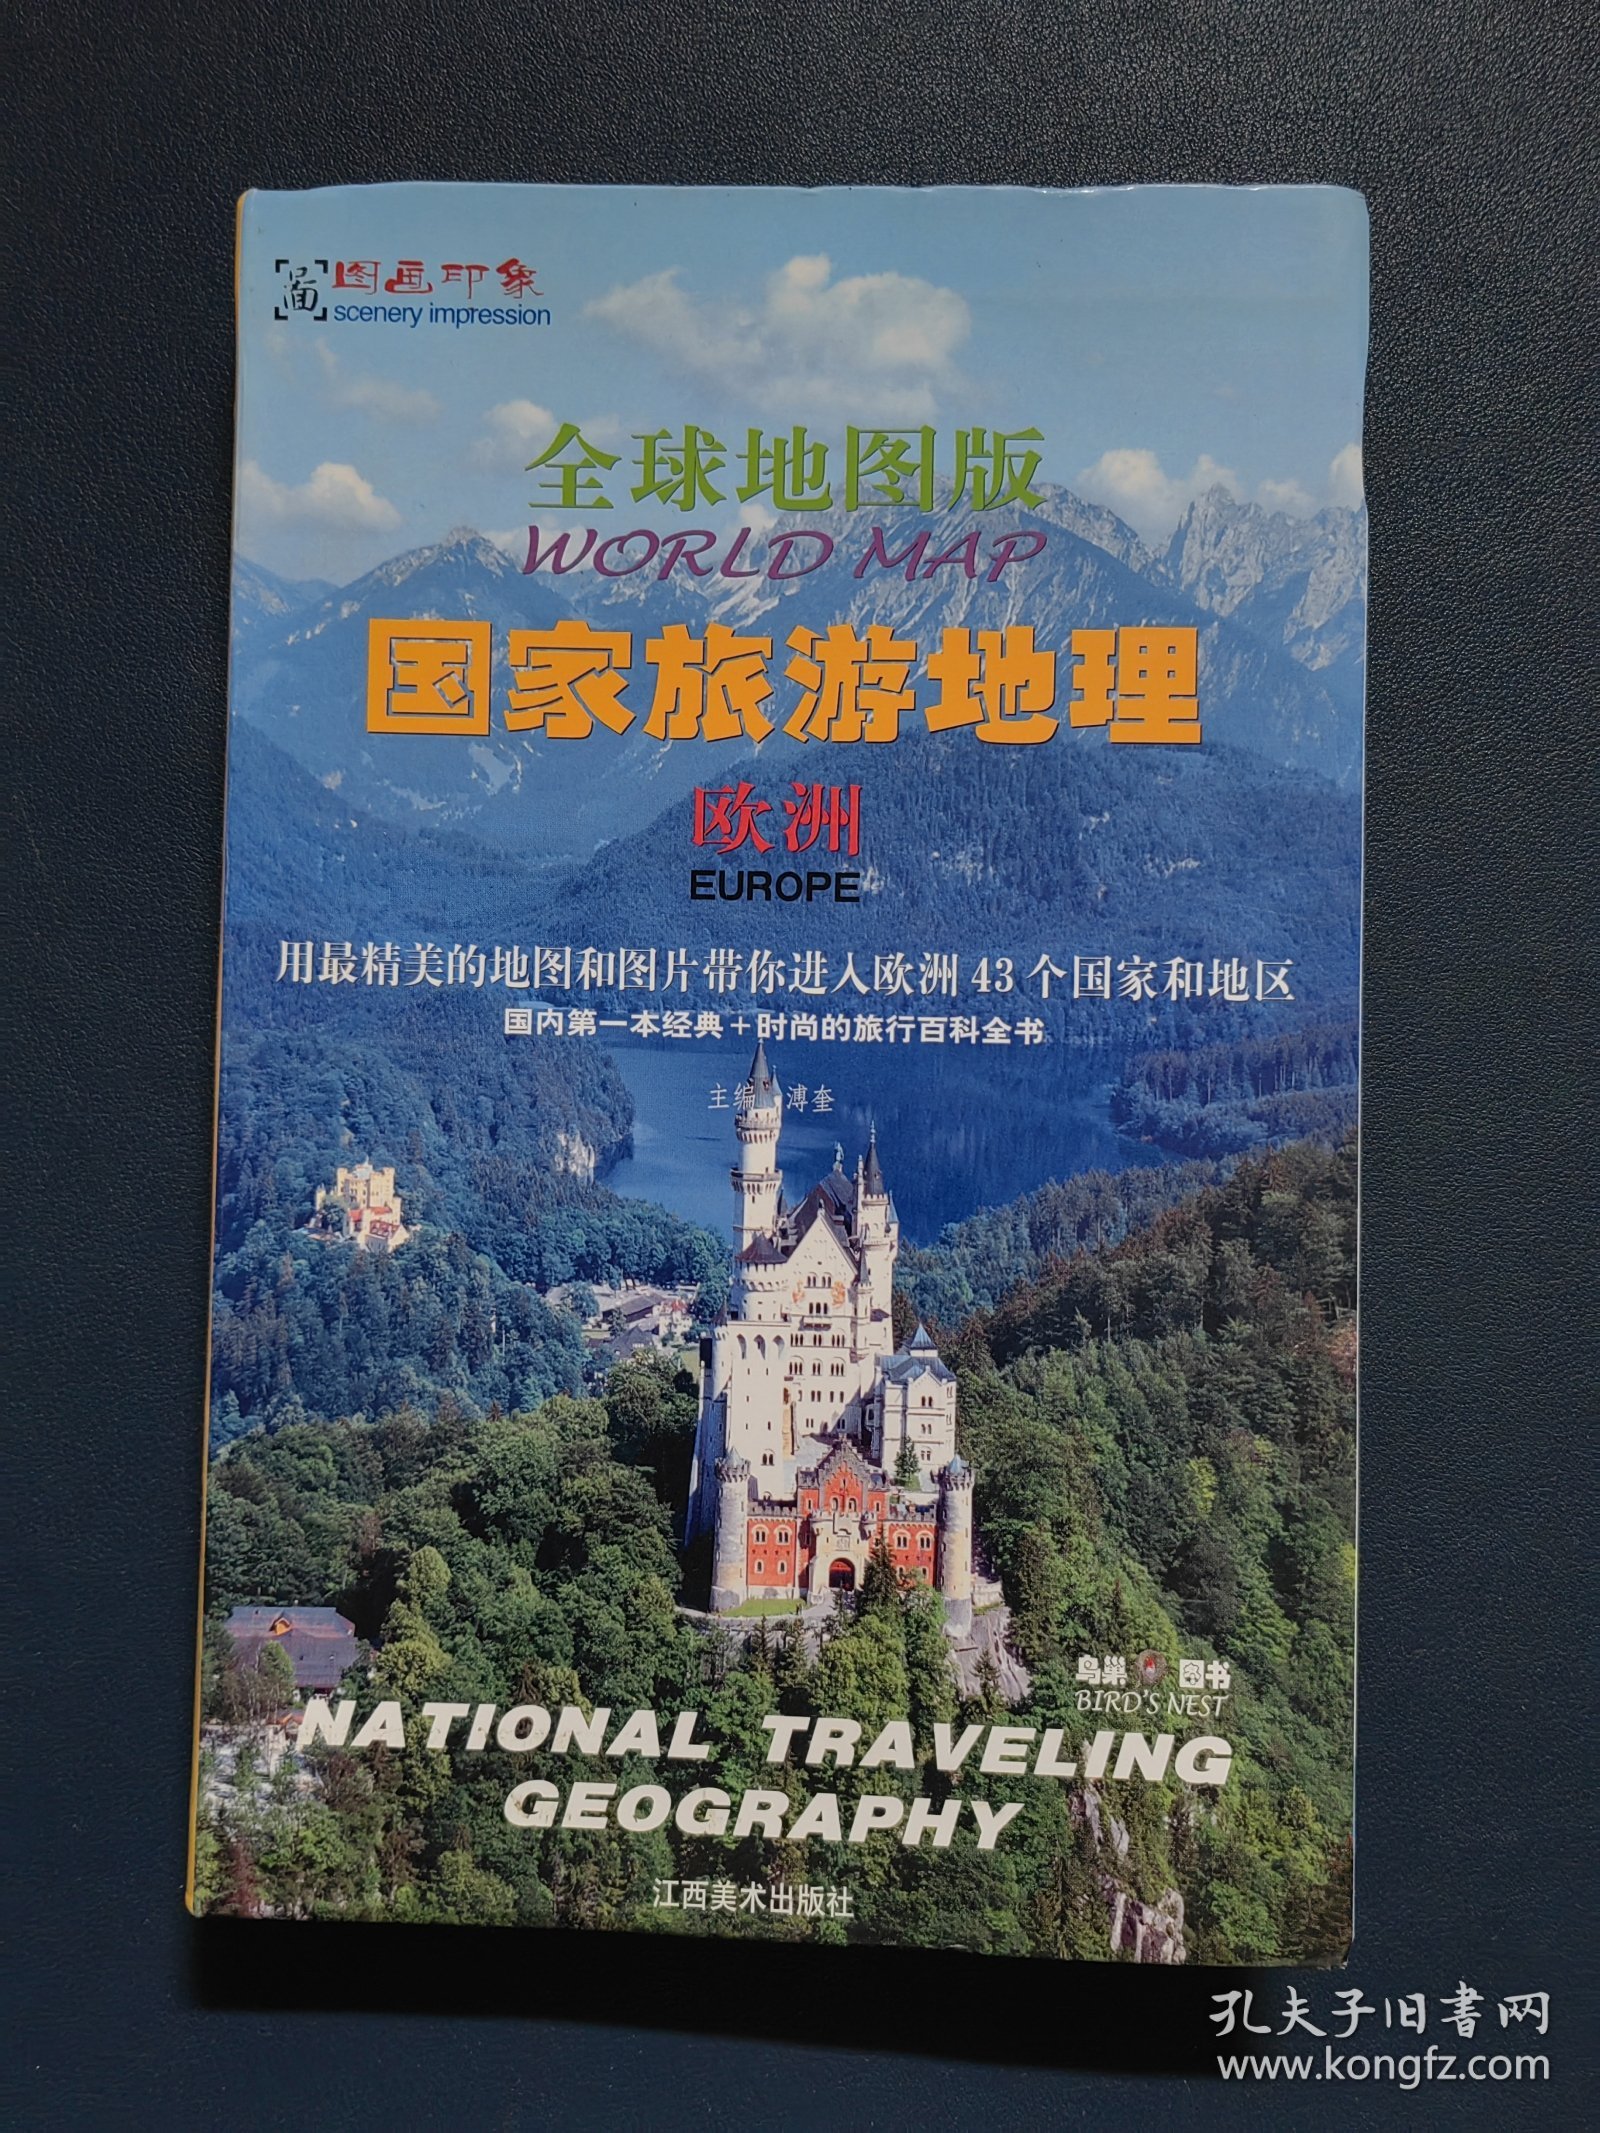 图画印象
scenery impression
全球地图版
WORLD MAP
国家旅游地理
欧洲
EUROPE
用最精美的地图和图片带你进入欧洲 43 个国家和地区
国内第一本经典+时尚的旅行百科全书
主编 溥奎
鸟巢 图书
BIRD'S NEST
NATIONAL TRAVELING
GEOGRAPHY
江西美术出版社
孔夫子旧書网
www.kongfz.com